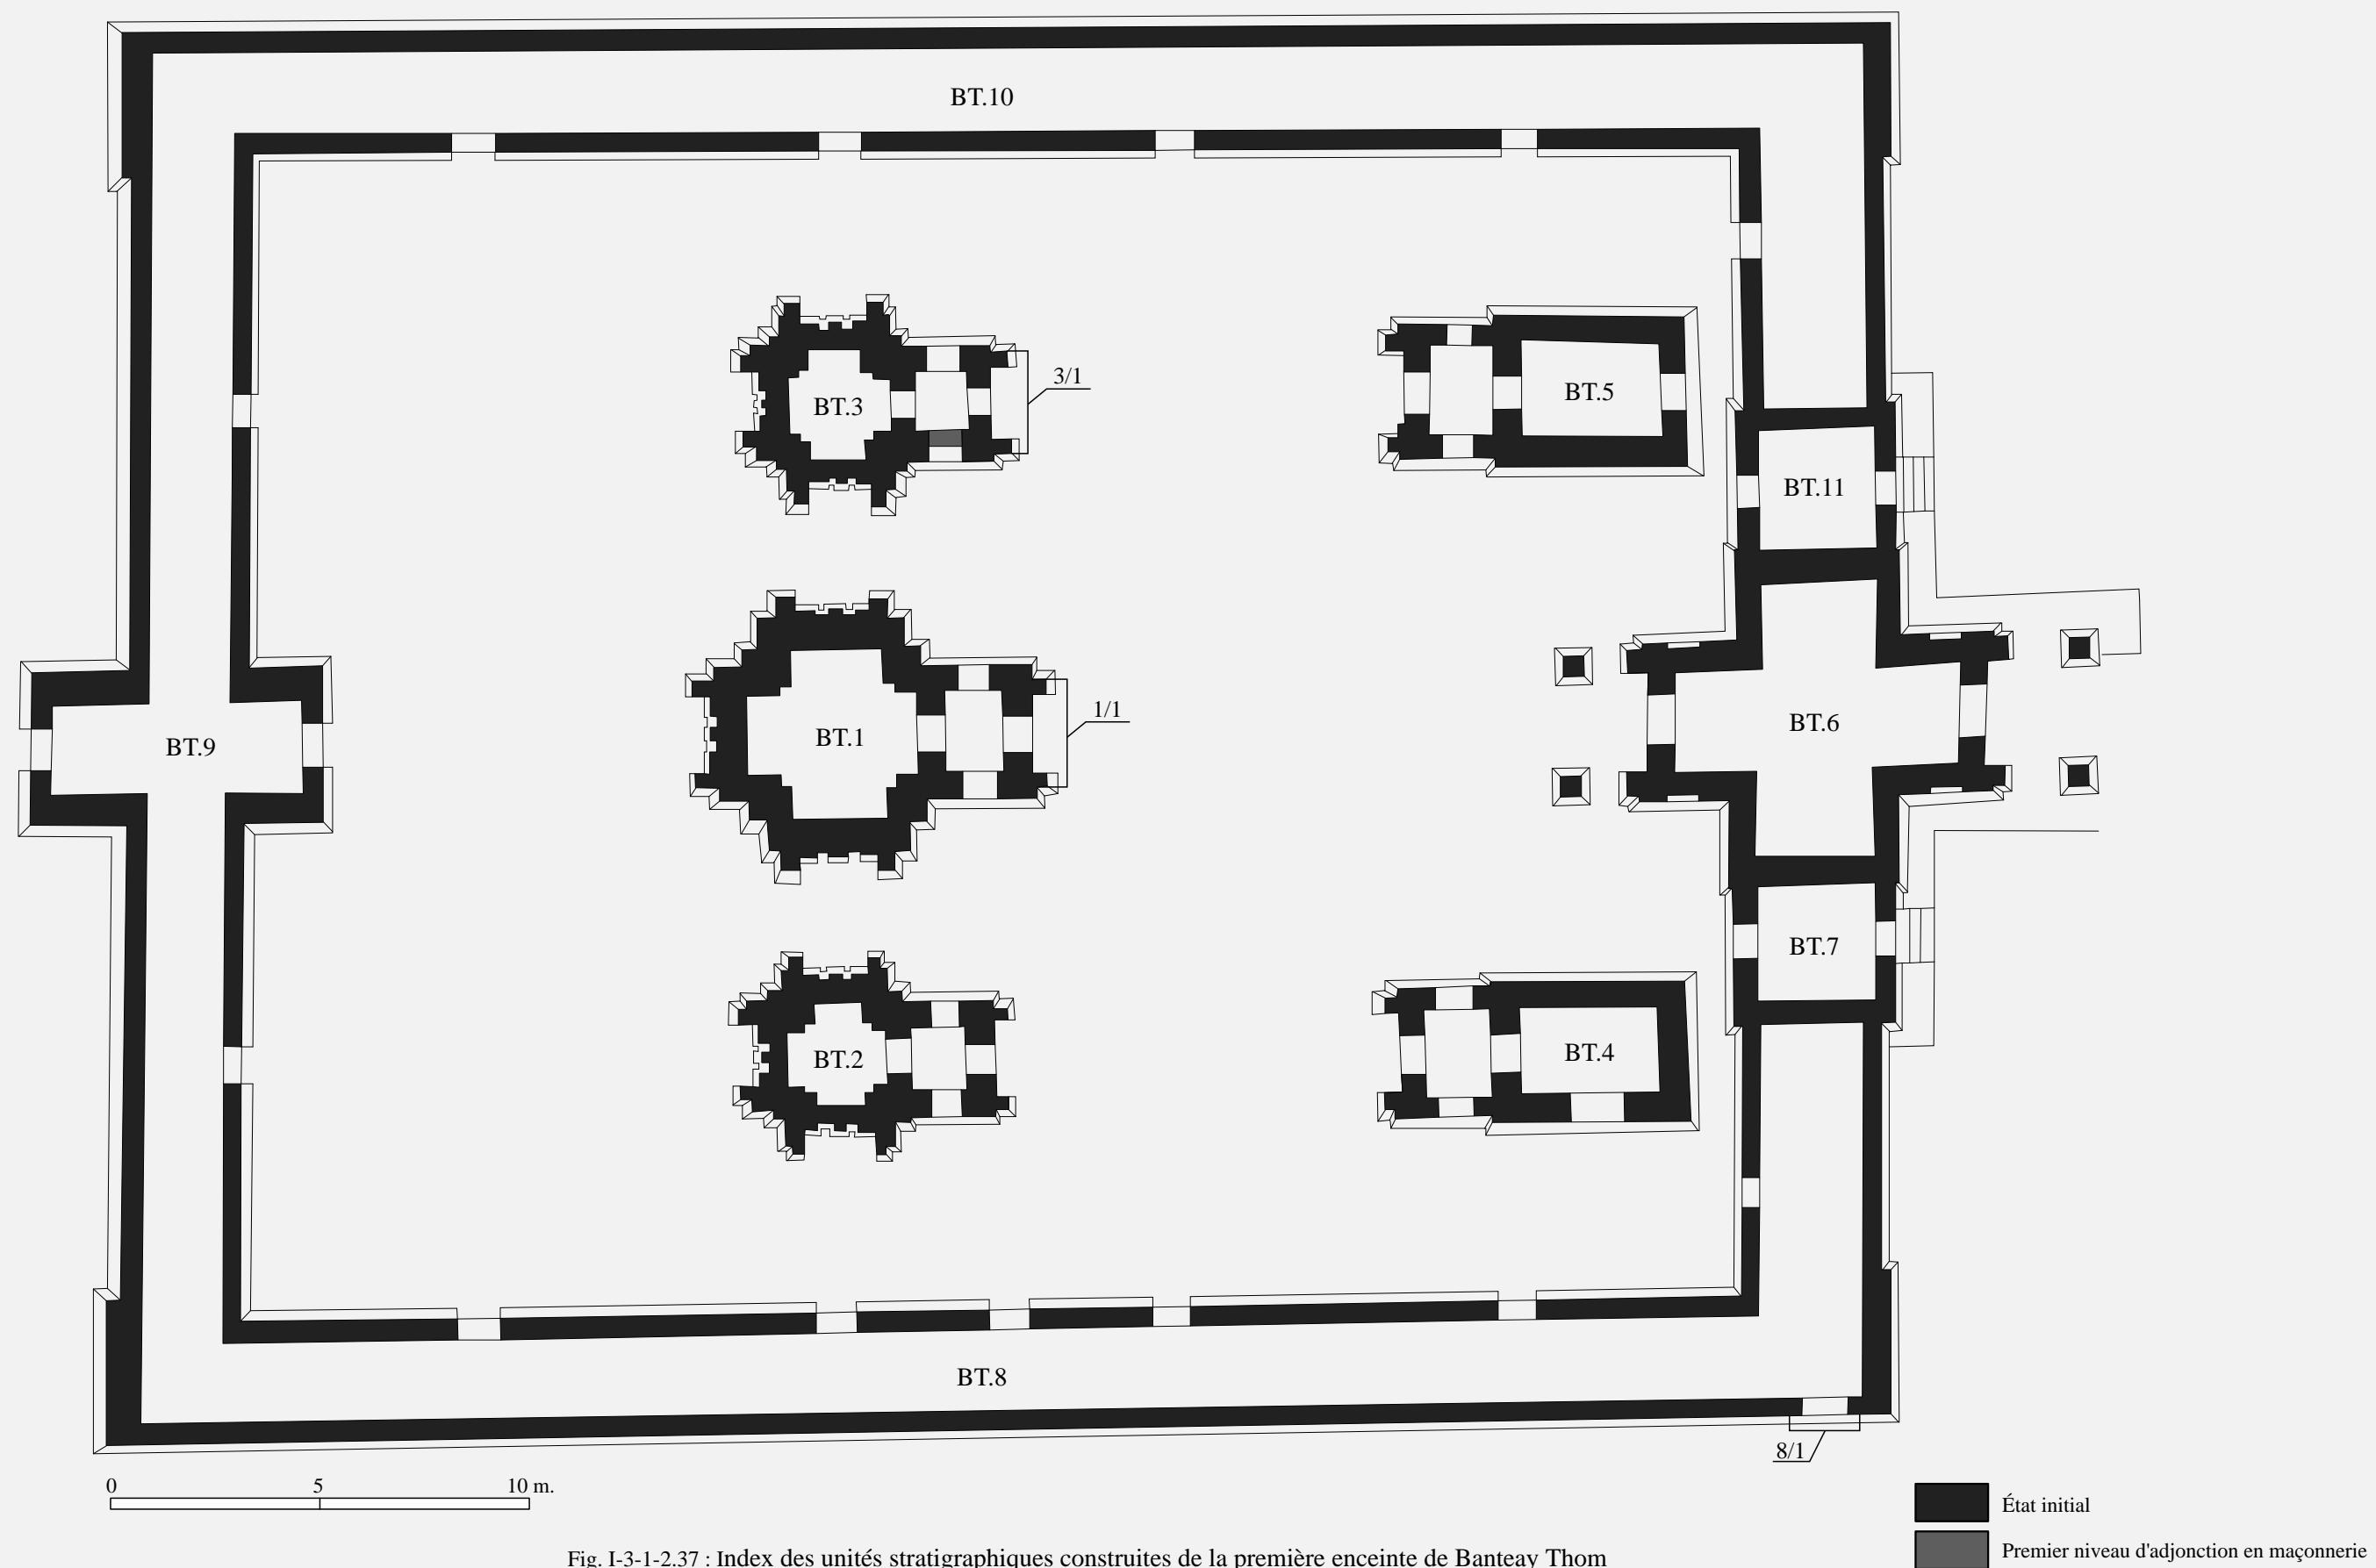 BT.10
3/1
BT.3
BT.5
BT.11
1/1
BT.6
BT.1
BT.9
BT.7
BT.2
BT.4
BT.8
8/1
0 5 10 m.
État initial
Premier niveau d'adjonction en maçonnerie
Fig. I-3-1-2.37 : Index des unités stratigraphiques construites de la première enceinte de Banteay Thom